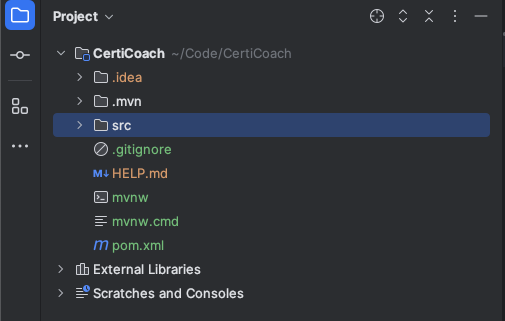 Project
CertiCoach ~/Code/CertiCoach
.idea
.mvn
src
.gitignore
M↓ HELP.md
mvnw
mvnw.cmd
m pom.xml
External Libraries
Scratches and Consoles